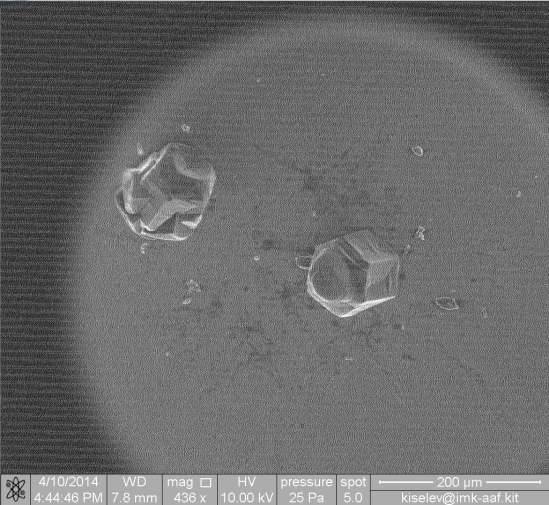 4/10/2014 WD mag HV pressure spot 200 µm
4:44:46 PM 7.8 mm 436 x 10.00 kV 25 Pa 5.0 kiselev@imk-aaf.kit